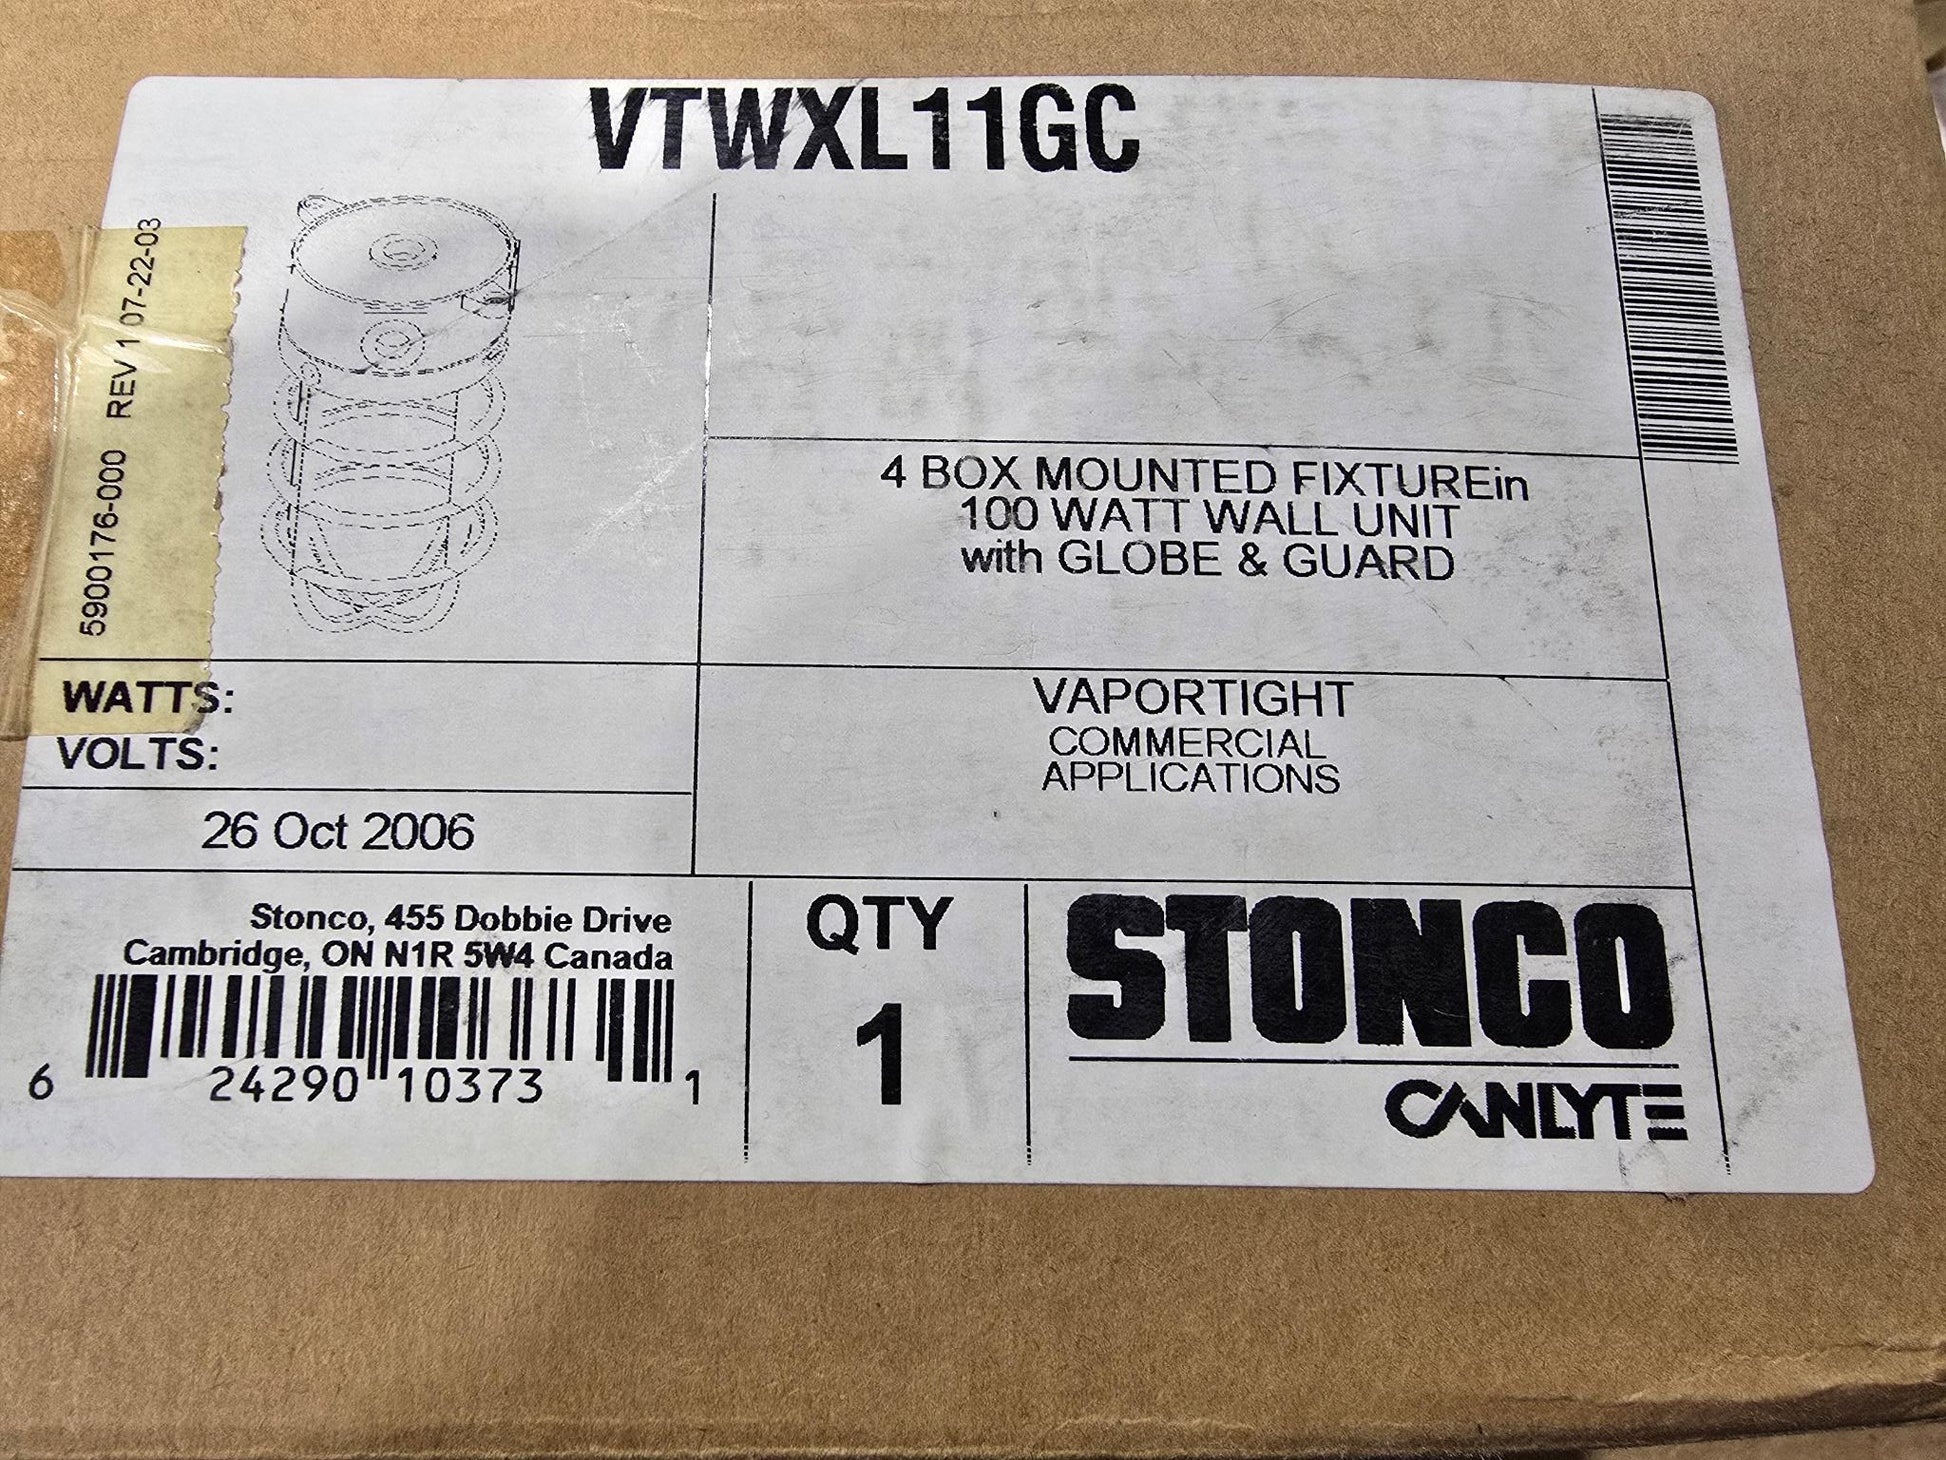 VTWXL11GC
5900176-000 REV 1 07-22-03
4 BOX MOUNTED FIXTUREin
100 WATT WALL UNIT
with GLOBE & GUARD
WATTS:
VOLTS:
VAPORTIGHT
COMMERCIAL
APPLICATIONS
26 Oct 2006
Stonco, 455 Dobbie Drive
Cambridge, ON N1R 5W4 Canada
6 24290 10373 1
QTY
1
STONCO
CANLYTE